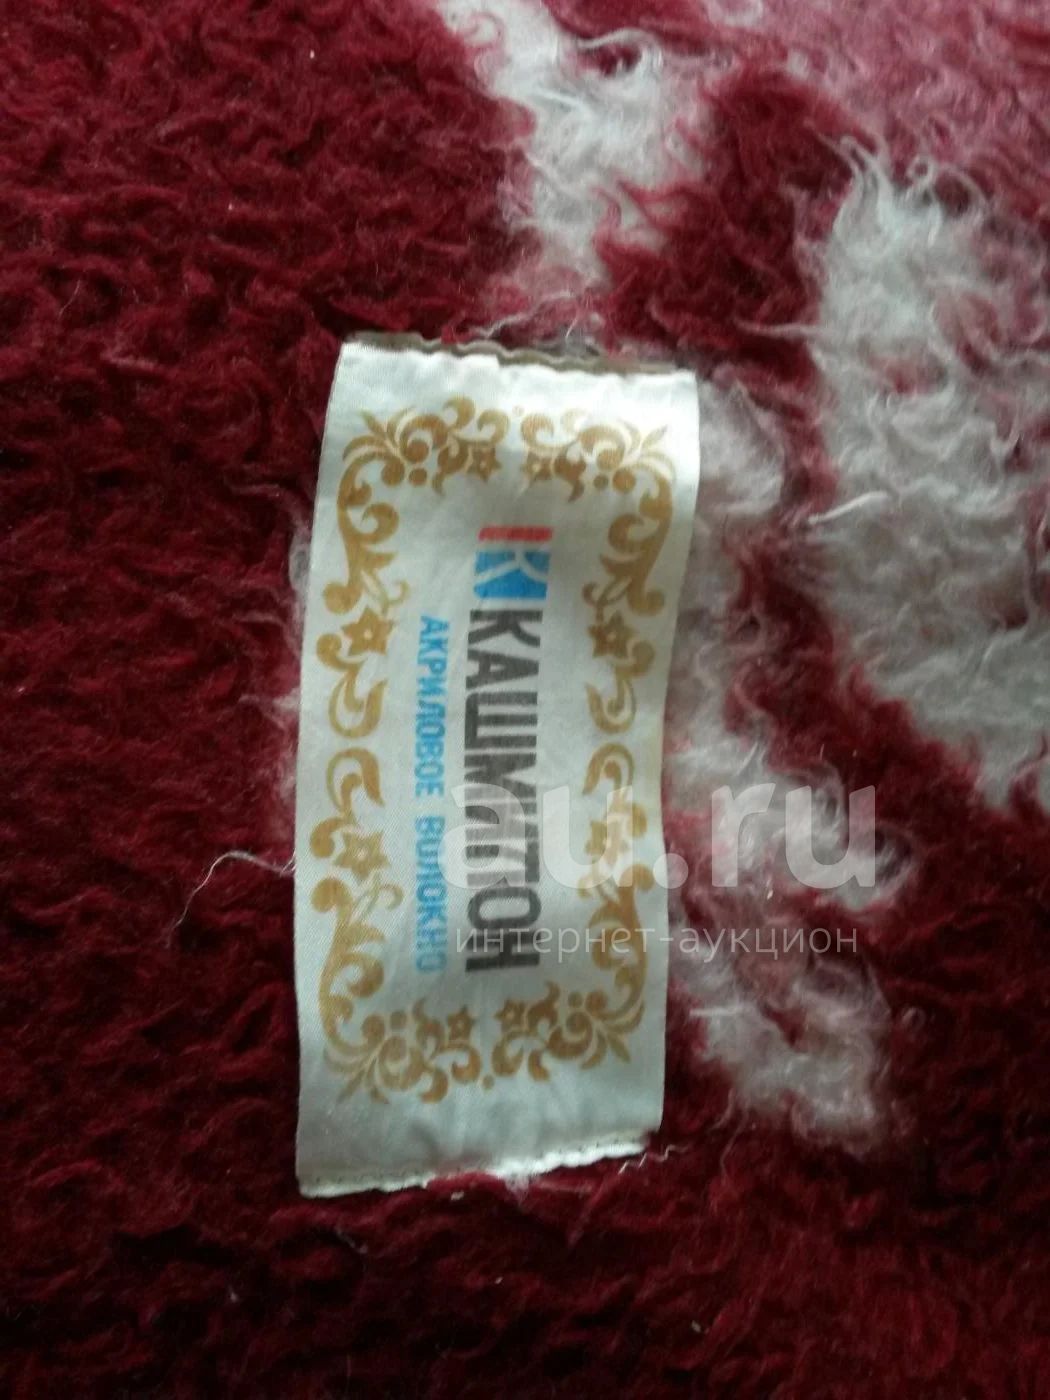 К КАШМИЛОН
АКРИЛОВОЕ ВОЛОКНО
au.ru
интернет-аукцион